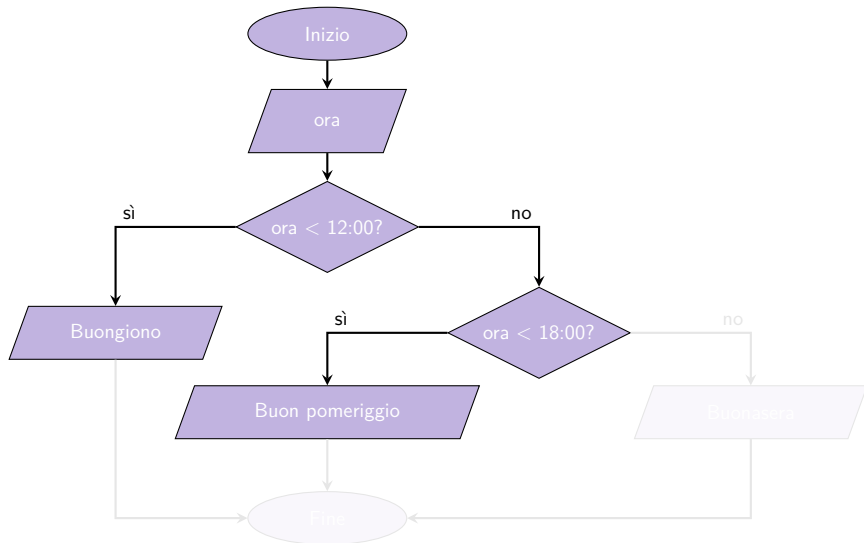 Inizio
ora
ora < 12:00?
sì
no
Buongiono
ora < 18:00?
sì
no
Buon pomeriggio
Buonasera
Fine